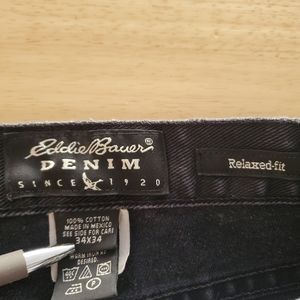 Eddie Bauer®
DENIM
SINCE 1920
Relaxed-fit
100% COTTON
MADE IN MEXICO
SEE SIDE FOR CARE
34X34